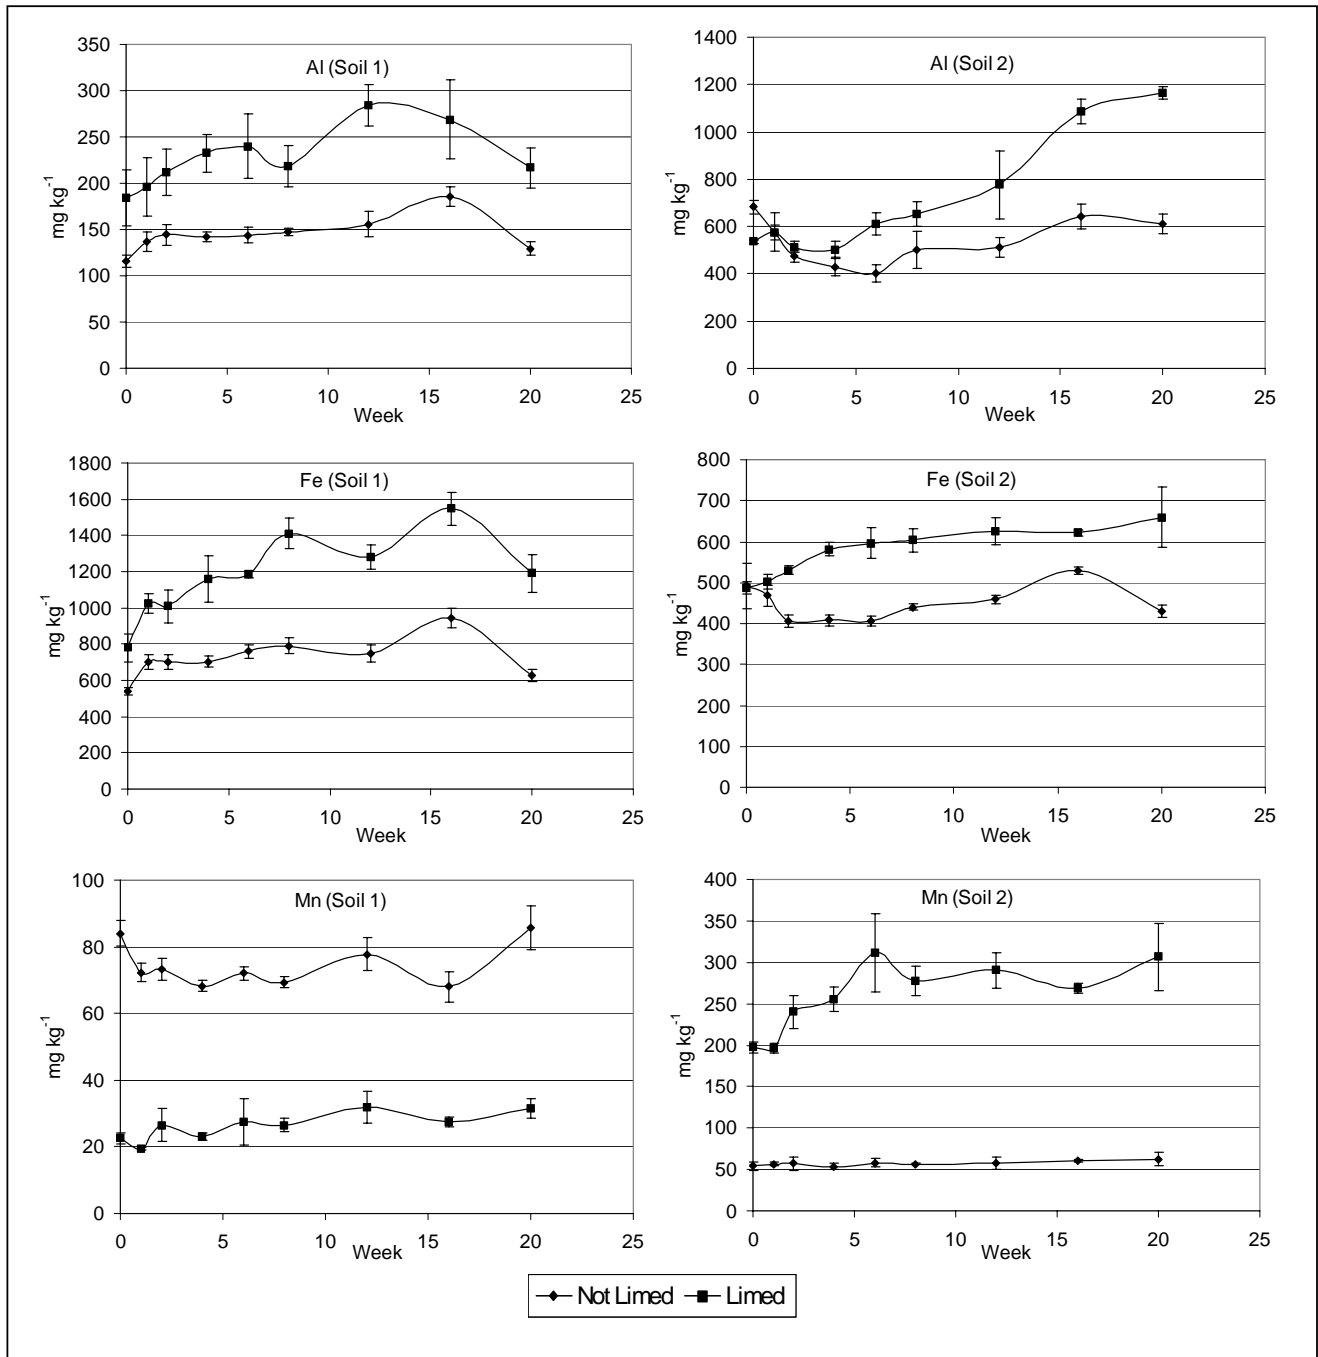 Al (Soil 1)
mg kg-1
350
300
250
200
150
100
50
0
0 5 10 15 20 25
Week
Al (Soil 2)
mg kg-1
1400
1200
1000
800
600
400
200
0
0 5 10 15 20 25
Week
Fe (Soil 1)
mg kg-1
1800
1600
1400
1200
1000
800
600
400
200
0
0 5 10 15 20 25
Week
Fe (Soil 2)
mg kg-1
800
700
600
500
400
300
200
100
0
0 5 10 15 20 25
Week
Mn (Soil 1)
mg kg-1
100
80
60
40
20
0
0 5 10 15 20 25
Week
Mn (Soil 2)
mg kg-1
400
350
300
250
200
150
100
50
0
0 5 10 15 20 25
Week
Not Limed Limed